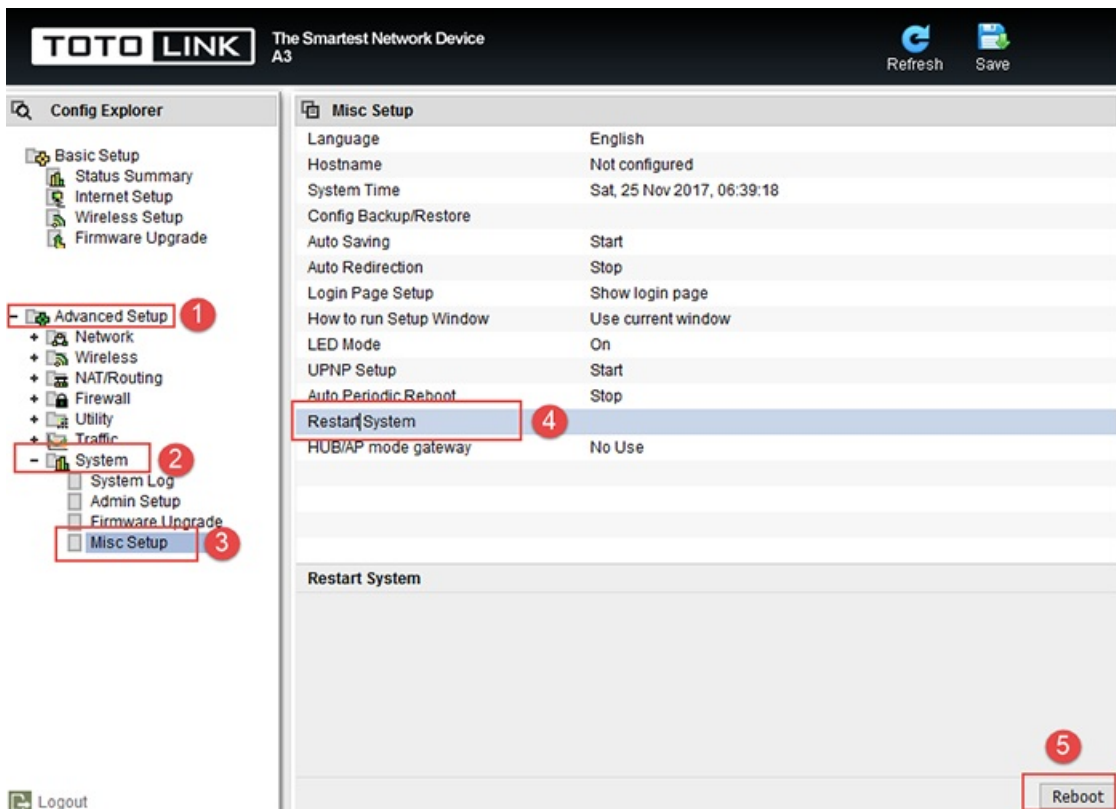 TOTO LINK
The Smartest Network Device
A3
Refresh
Save
Config Explorer
Basic Setup
Status Summary
Internet Setup
Wireless Setup
Firmware Upgrade
Advanced Setup
1
Network
Wireless
NAT/Routing
Firewall
Utility
Traffic
System
2
System Log
Admin Setup
Firmware Upgrade
Misc Setup
3
Logout
Misc Setup
Language English
Hostname Not configured
System Time Sat, 25 Nov 2017, 06:39:18
Config Backup/Restore
Auto Saving Start
Auto Redirection Stop
Login Page Setup Show login page
How to run Setup Window Use current window
LED Mode On
UPNP Setup Start
Auto Periodic Reboot Stop
Restart System
4
HUB/AP mode gateway No Use
Restart System
5
Reboot